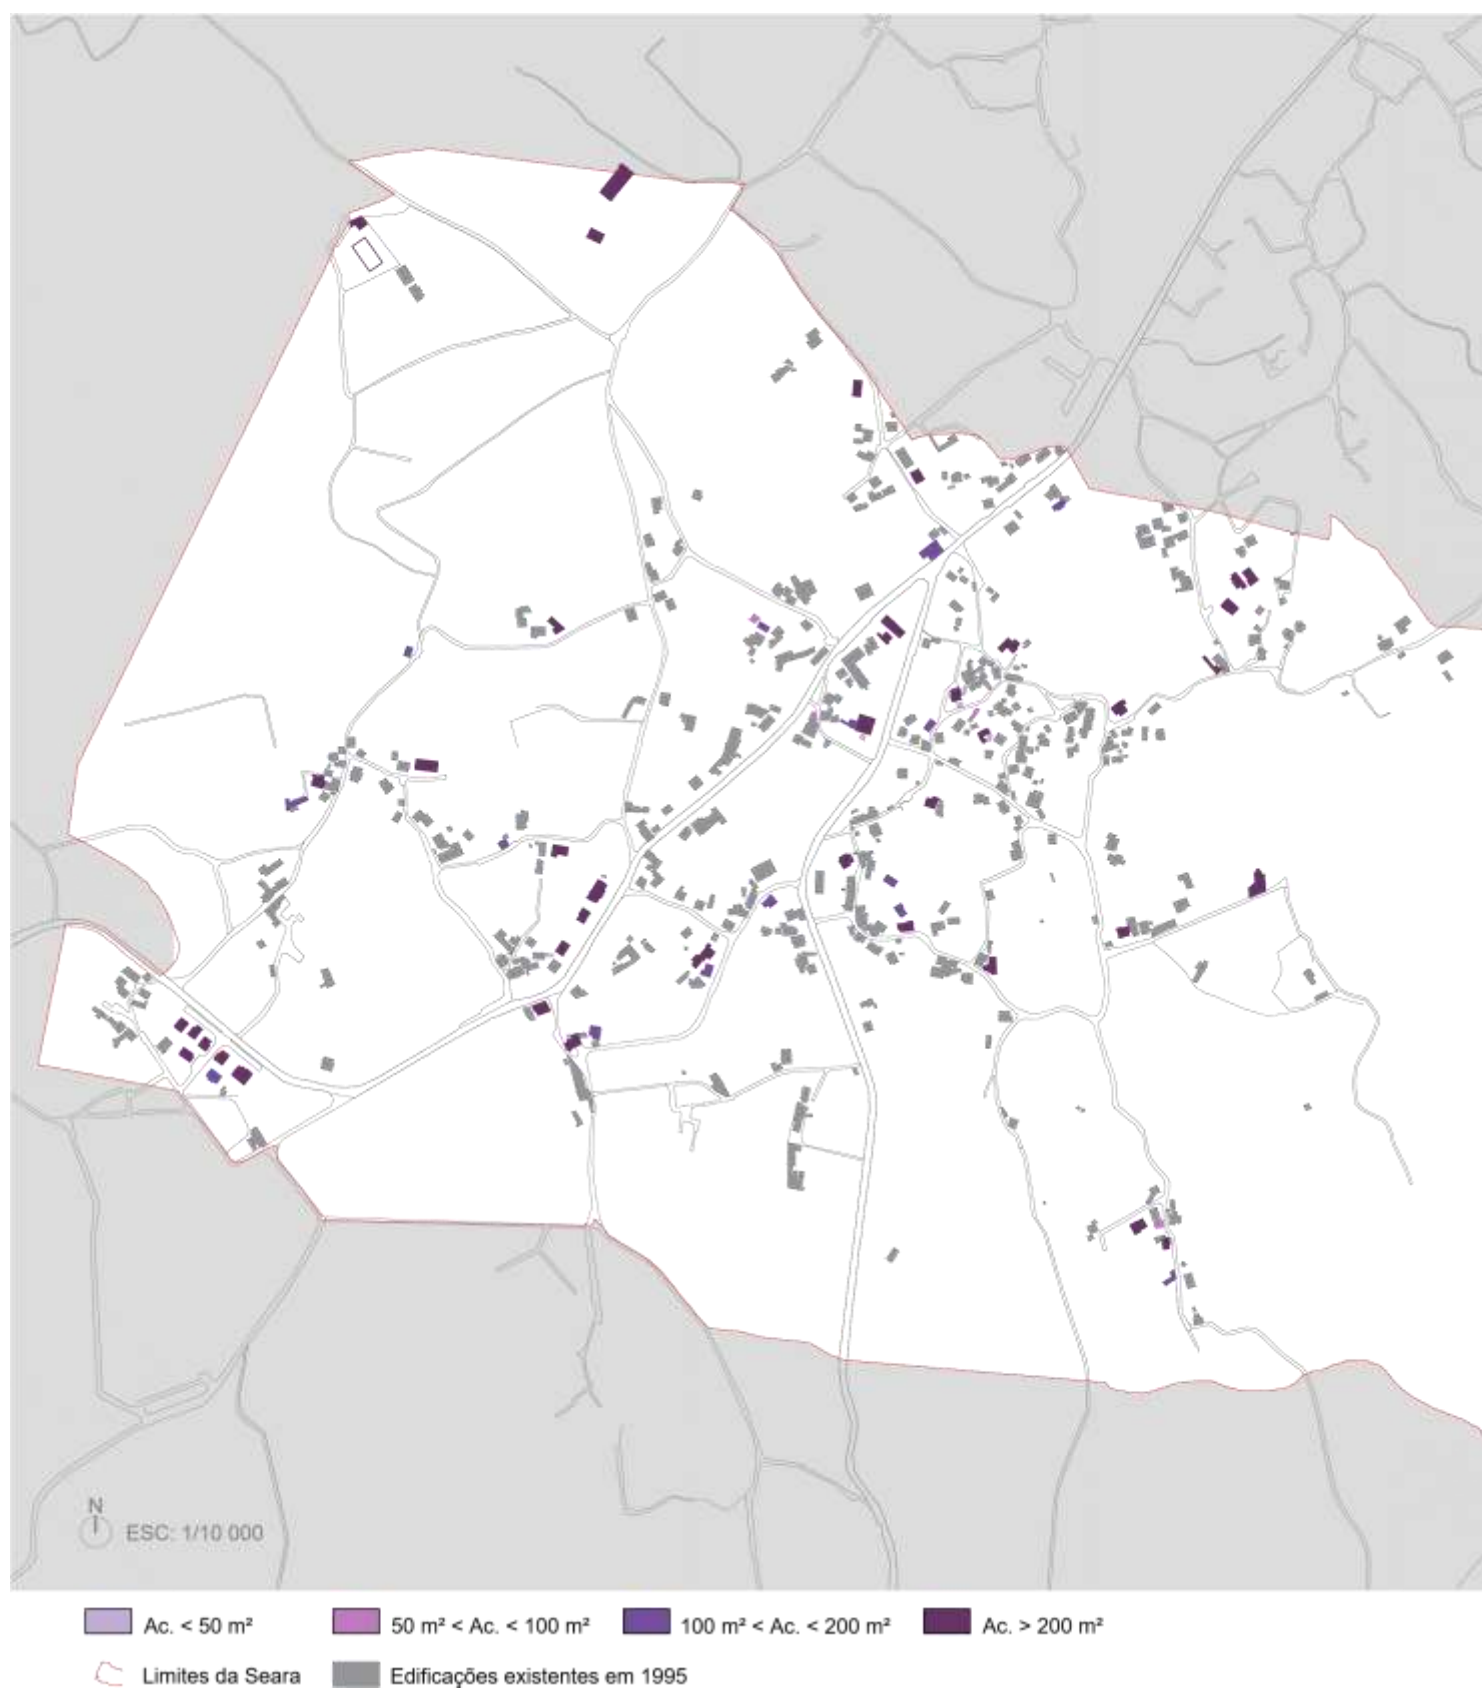 N
ESC: 1/10 000
Ac. < 50 m² 50 m² < Ac. < 100 m² 100 m² < Ac. < 200 m² Ac. > 200 m²
Limites da Seara Edificações existentes em 1995